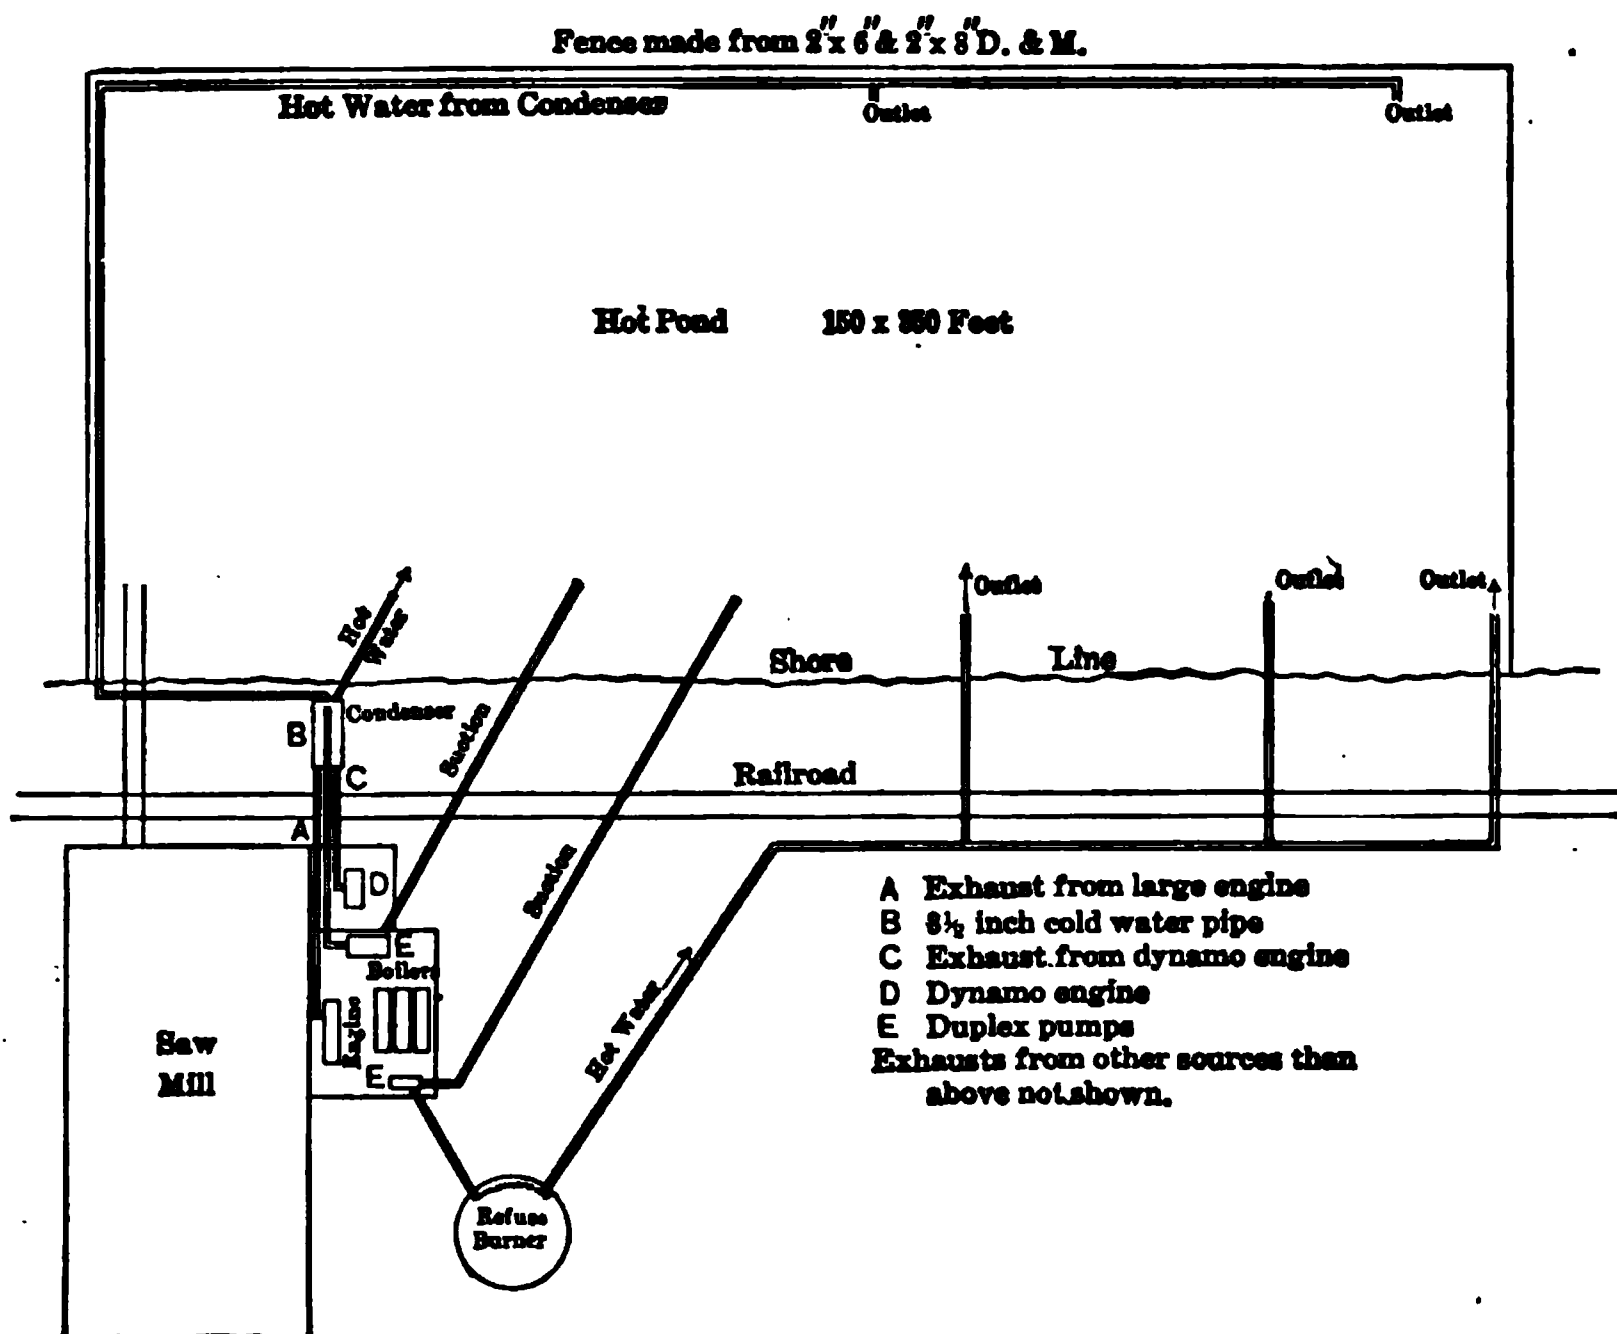 Fence made from 2" x 6" & 2" x 8" D. & M.
Hot Water from Condenser
Outlet
Outlet
Hot Pond 150 x 350 Feet
Hot Water
Outlet
Outlet
Outlet
Shore Line
B
Condenser
Suction
C
Railroad
A
D
Suction
E
Boilers
Engine
Hot Water
E
Saw
Mill
Refuse
Burner
A Exhaust from large engine
B 8½ inch cold water pipe
C Exhaust from dynamo engine
D Dynamo engine
E Duplex pumps
Exhausts from other sources than
above not shown.